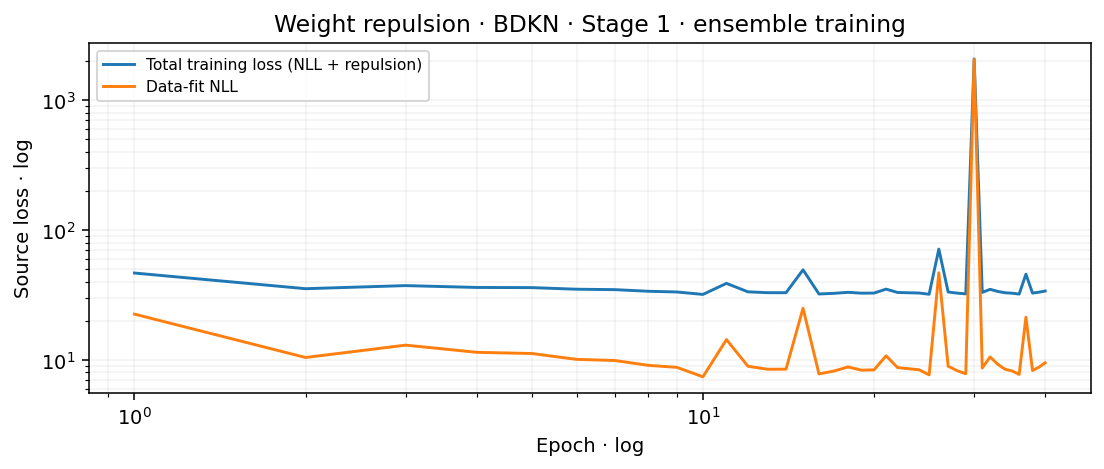 Weight repulsion · BDKN · Stage 1 · ensemble training
Total training loss (NLL + repulsion)
Data-fit NLL
Source loss · log
10³
10²
10¹
10⁰
10¹
Epoch · log